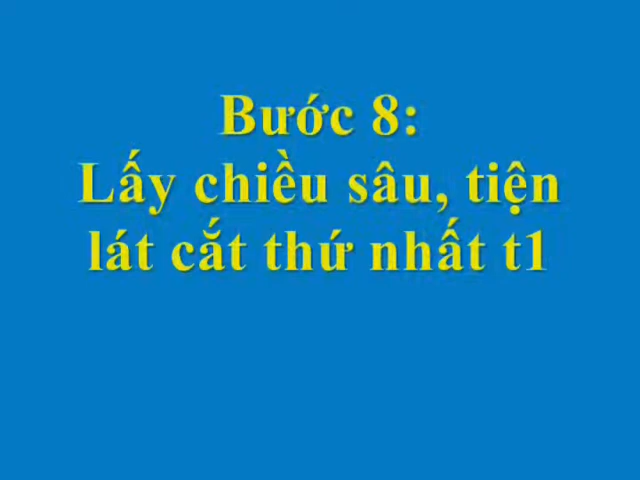 Bước 8:
Lấy chiều sâu, tiện
lát cắt thứ nhất t1